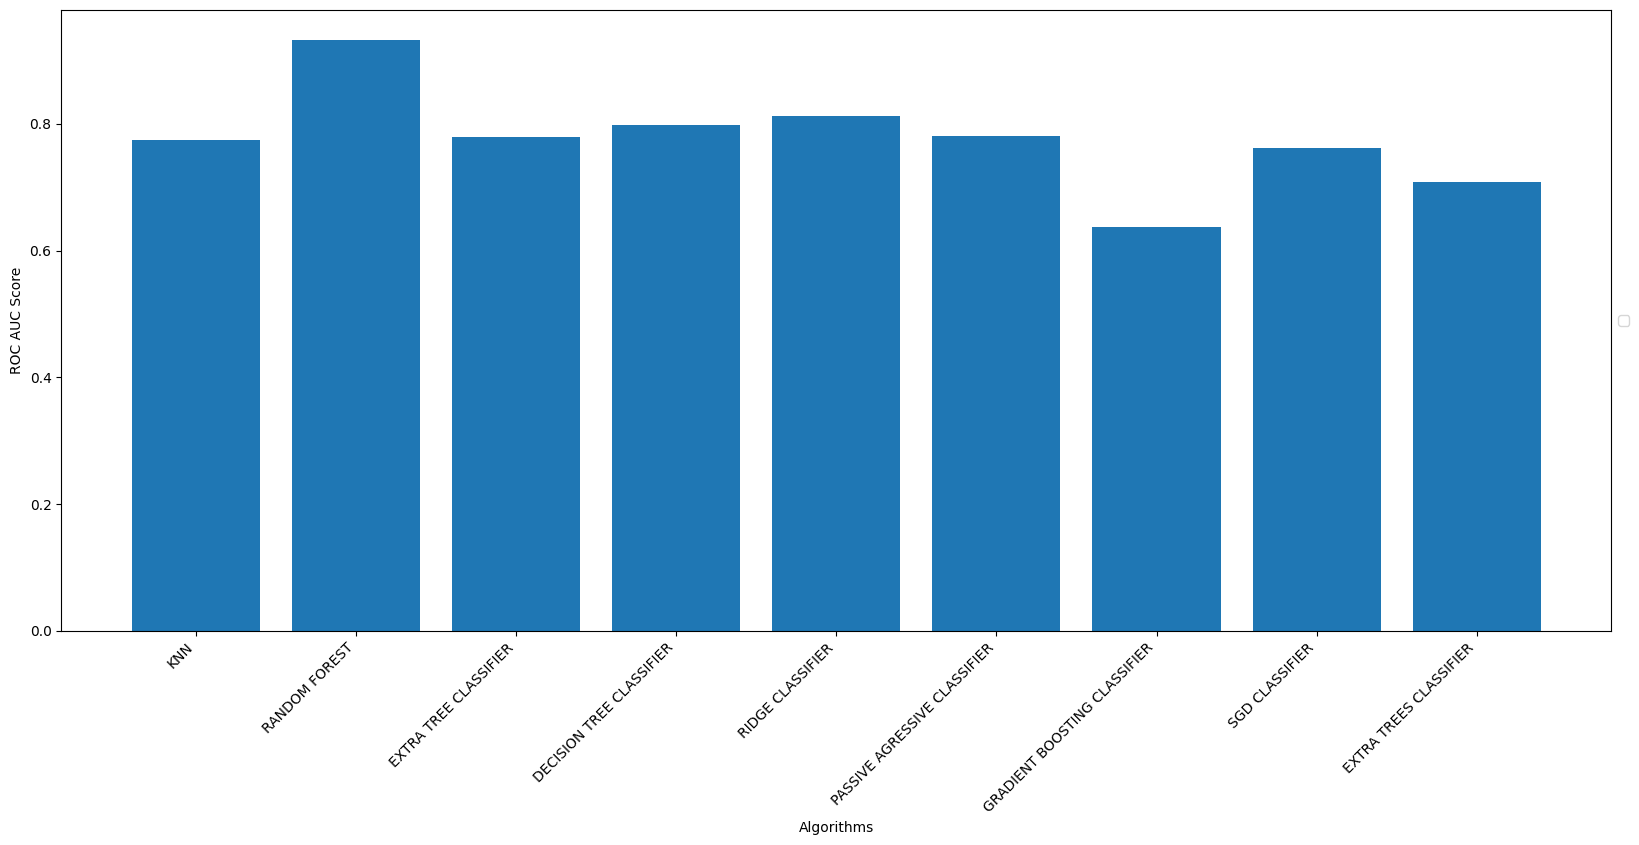 ROC AUC Score
0.8
0.6
0.4
0.2
0.0
KNN
RANDOM FOREST
EXTRA TREE CLASSIFIER
DECISION TREE CLASSIFIER
RIDGE CLASSIFIER
PASSIVE AGRESSIVE CLASSIFIER
GRADIENT BOOSTING CLASSIFIER
SGD CLASSIFIER
EXTRA TREES CLASSIFIER
Algorithms